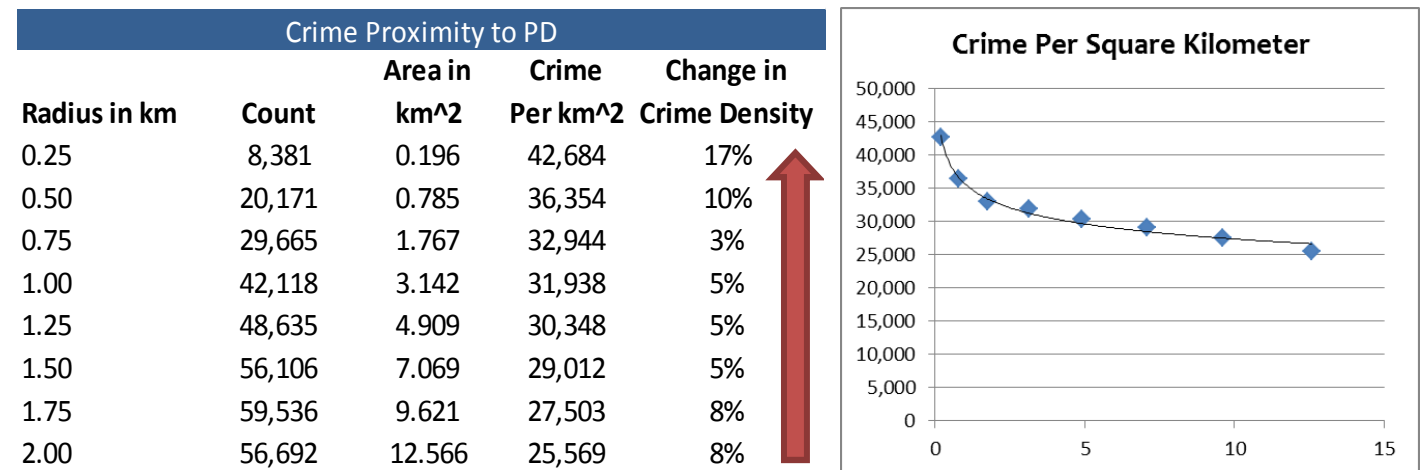 Crime Proximity to PD
Area in Crime Change in
Radius in km Count km^2 Per km^2 Crime Density
0.25 8,381 0.196 42,684 17%
0.50 20,171 0.785 36,354 10%
0.75 29,665 1.767 32,944 3%
1.00 42,118 3.142 31,938 5%
1.25 48,635 4.909 30,348 5%
1.50 56,106 7.069 29,012 5%
1.75 59,536 9.621 27,503 8%
2.00 56,692 12.566 25,569 8%
Crime Per Square Kilometer
50,000
45,000
40,000
35,000
30,000
25,000
20,000
15,000
10,000
5,000
0
0 5 10 15